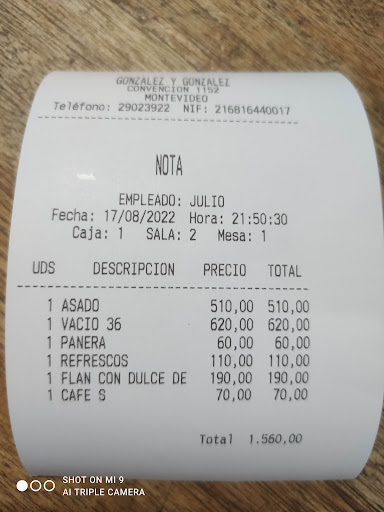 GONZALEZ Y GONZALEZ
CONVENCION 1152
MONTEVIDEO
Teléfono: 29023922 NIF: 216816440017
NOTA
EMPLEADO: JULIO
Fecha: 17/08/2022 Hora: 21:50:30
Caja: 1 SALA: 2 Mesa: 1
UDS DESCRIPCION PRECIO TOTAL
1 ASADO 510,00 510,00
1 VACIO 36 620,00 620,00
1 PANERA 60,00 60,00
1 REFRESCOS 110,00 110,00
1 FLAN CON DULCE DE 190,00 190,00
1 CAFE S 70,00 70,00
Total 1.560,00
SHOT ON MI 9
AI TRIPLE CAMERA